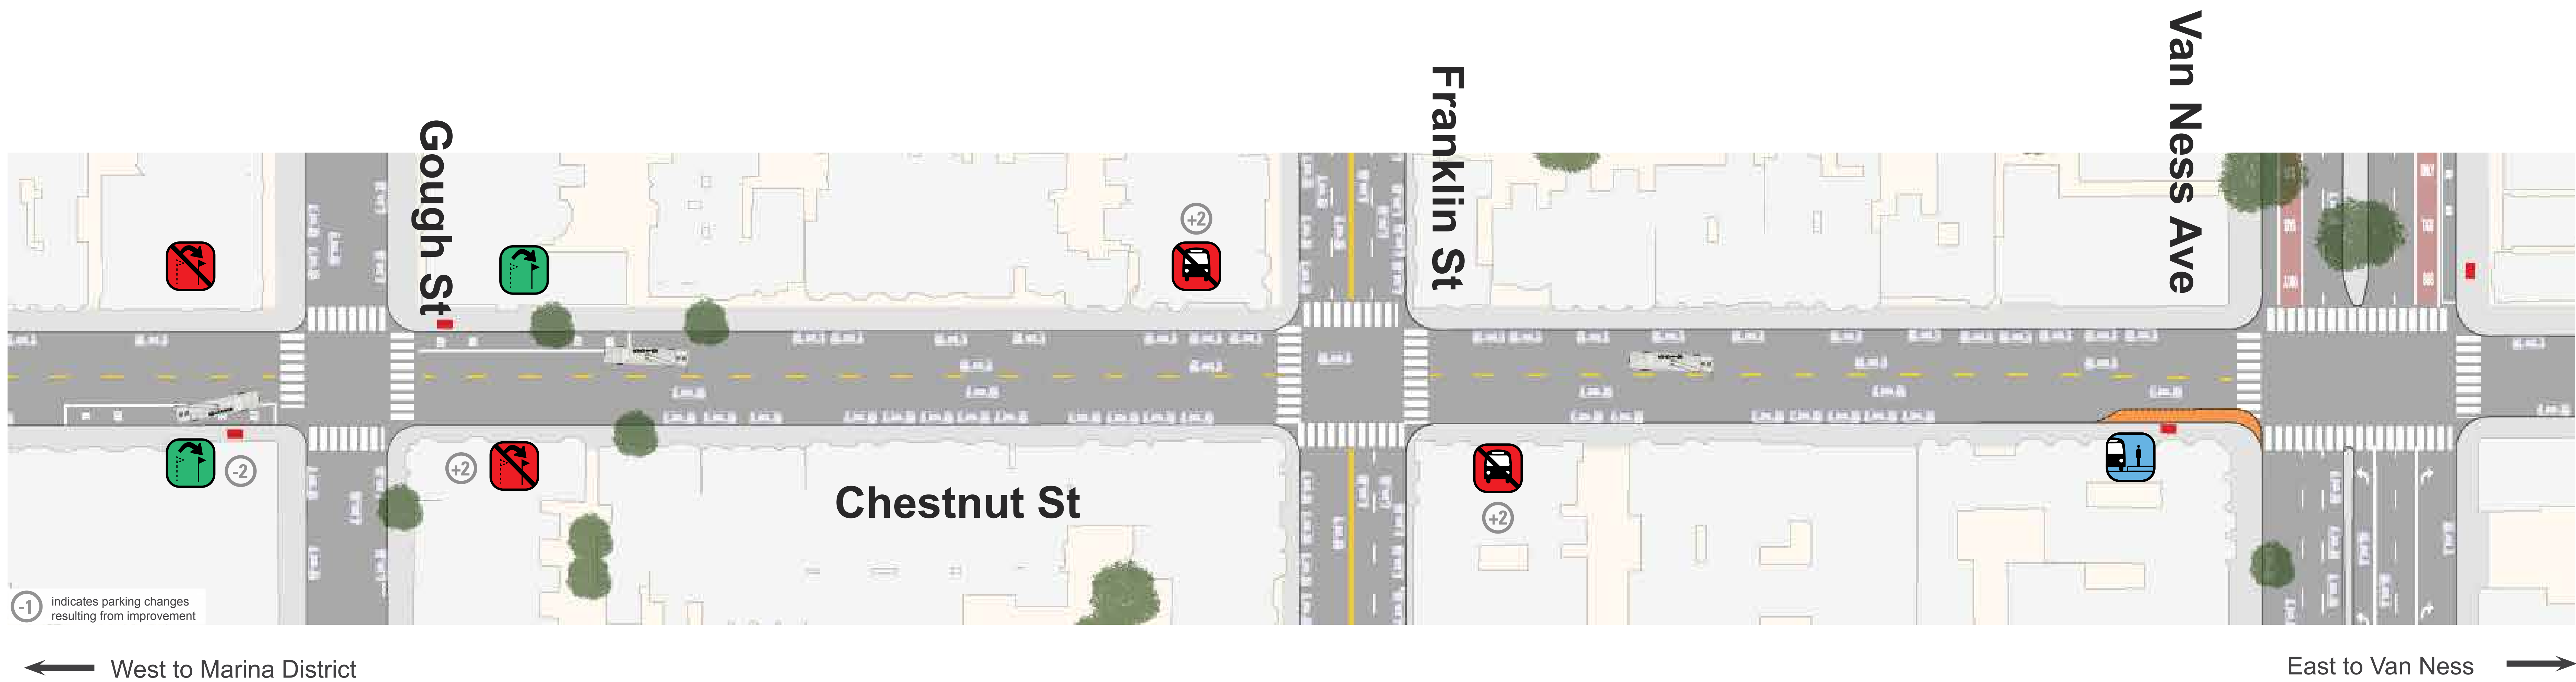 Gough St
Franklin St
Van Ness Ave
+2
-2
+2
Chestnut St
+2
-1 indicates parking changes
resulting from improvement
West to Marina District
East to Van Ness